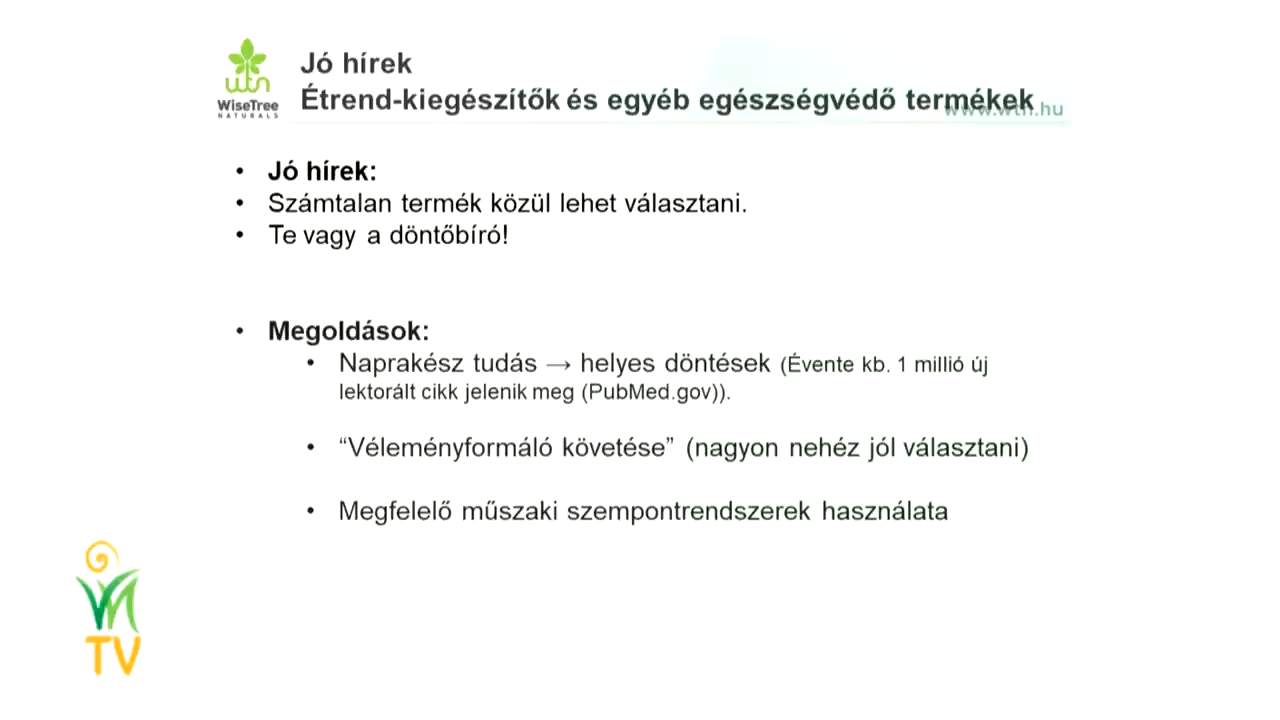 Jó hírek
Étrend-kiegészítők és egyéb egészségvédő termékek
www.wtn.hu
wtn
WiseTree
NATURALS
• Jó hírek:
• Számtalan termék közül lehet választani.
• Te vagy a döntőbíró!
• Megoldások:
• Naprakész tudás → helyes döntések (Évente kb. 1 millió új
lektorált cikk jelenik meg (PubMed.gov)).
• “Véleményformáló követése” (nagyon nehéz jól választani)
• Megfelelő műszaki szempontrendszerek használata
TV